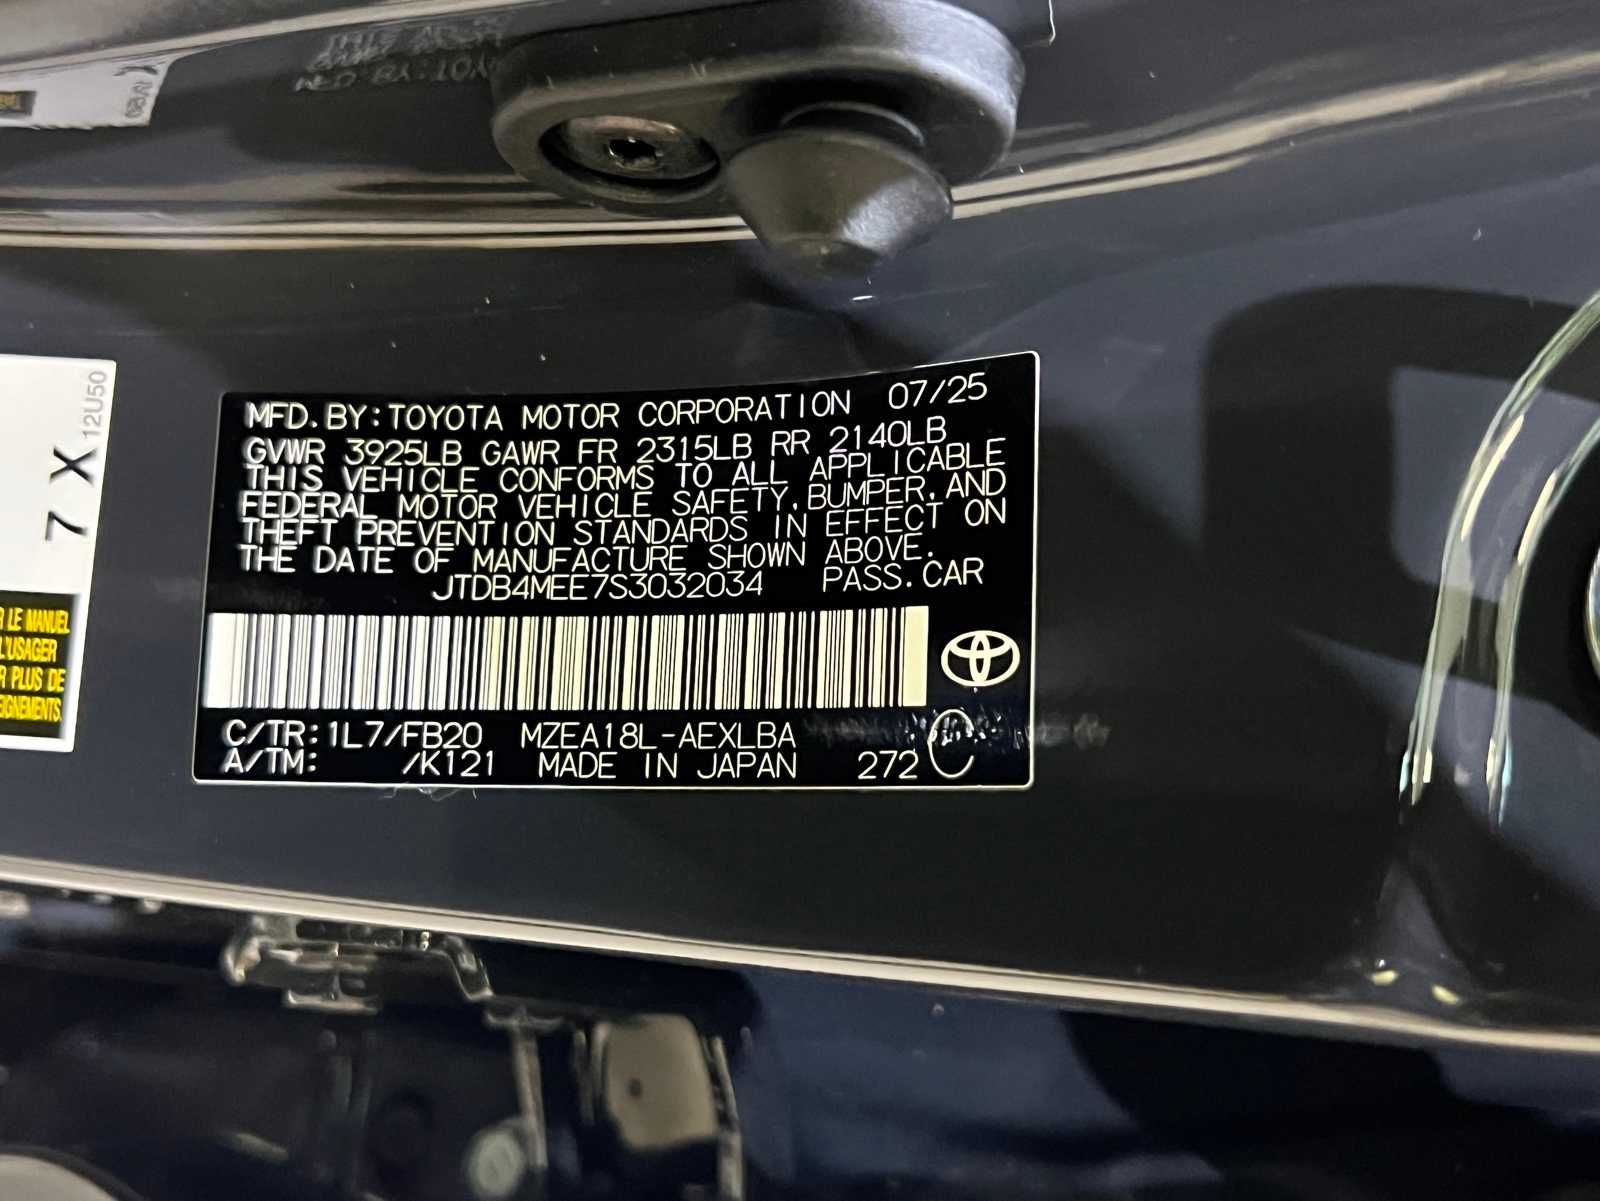 12U50
7 X
R LE MANUEL
L'USAGER
R PLUS DE
EIGNEMENTS.
MFD. BY: TOYOTA MOTOR CORPORATION 07/25
GVWR 3925LB GAWR FR 2315LB RR 2140LB
THIS VEHICLE CONFORMS TO ALL APPLICABLE
FEDERAL MOTOR VEHICLE SAFETY, BUMPER, AND
THEFT PREVENTION STANDARDS IN EFFECT ON
THE DATE OF MANUFACTURE SHOWN ABOVE.
JTDB4MEE7S3032034 PASS. CAR
C/TR: 1L7/FB20 MZEA18L-AEXLBA
A/TM: /K121 MADE IN JAPAN 272 C